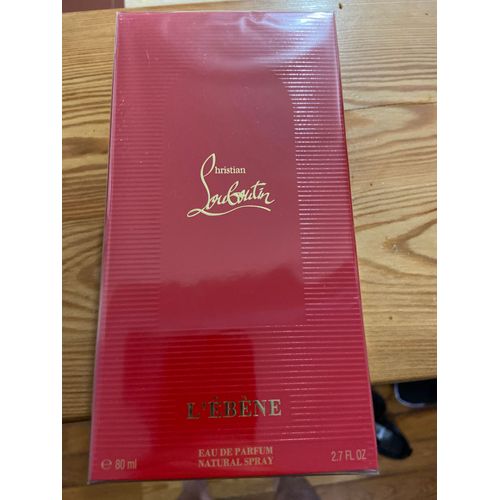 Christian
Louboutin
L'ÉBÈNE
EAU DE PARFUM
NATURAL SPRAY
℮ 80 ml
2.7 FL OZ